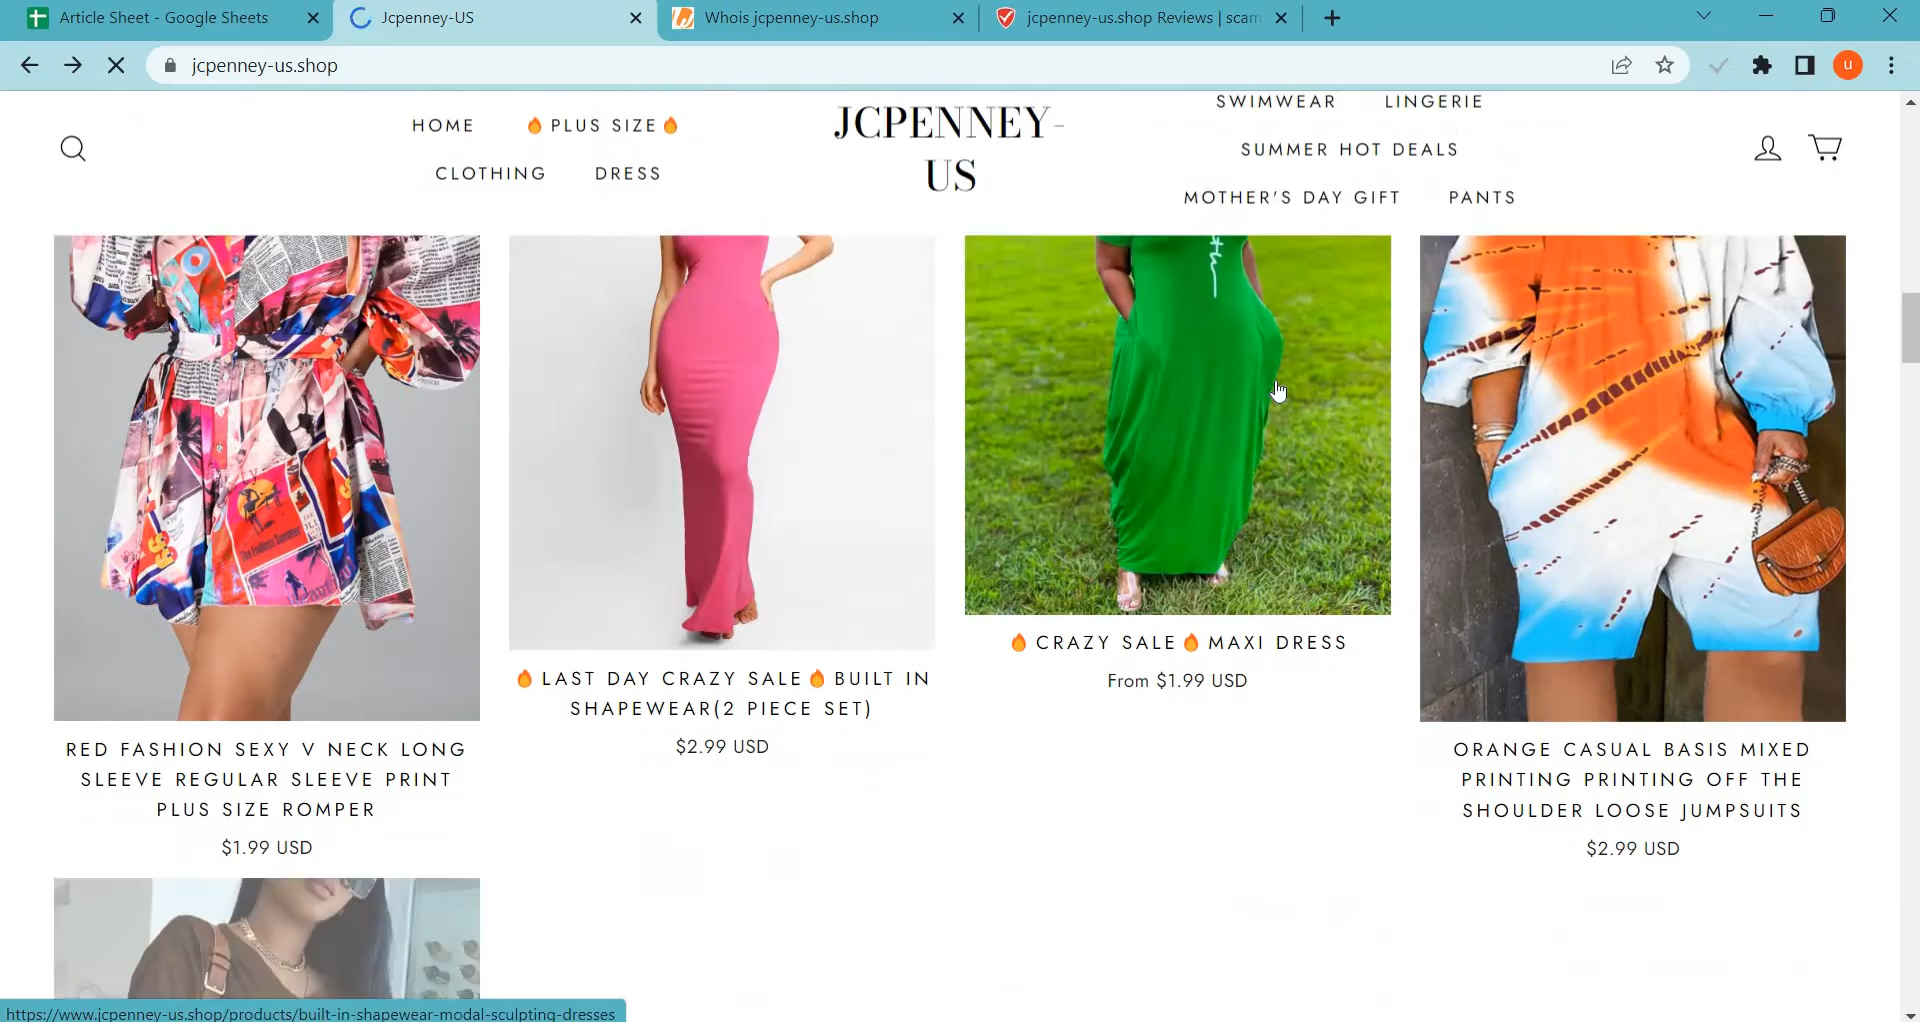 Article Sheet - Google Sheets
Jcpenney-US
Whois jcpenney-us.shop
jcpenney-us.shop Reviews | scam
jcpenney-us.shop
u
HOME 🔥PLUS SIZE🔥
CLOTHING DRESS
JCPENNEY-
US
SWIMWEAR LINGERIE
SUMMER HOT DEALS
MOTHER'S DAY GIFT PANTS
RED FASHION SEXY V NECK LONG
SLEEVE REGULAR SLEEVE PRINT
PLUS SIZE ROMPER
$1.99 USD
🔥LAST DAY CRAZY SALE🔥BUILT IN
SHAPEWEAR(2 PIECE SET)
$2.99 USD
🔥CRAZY SALE🔥MAXI DRESS
From $1.99 USD
ORANGE CASUAL BASIS MIXED
PRINTING PRINTING OFF THE
SHOULDER LOOSE JUMPSUITS
$2.99 USD
https://www.jcpenney-us.shop/products/built-in-shapewear-modal-sculpting-dresses